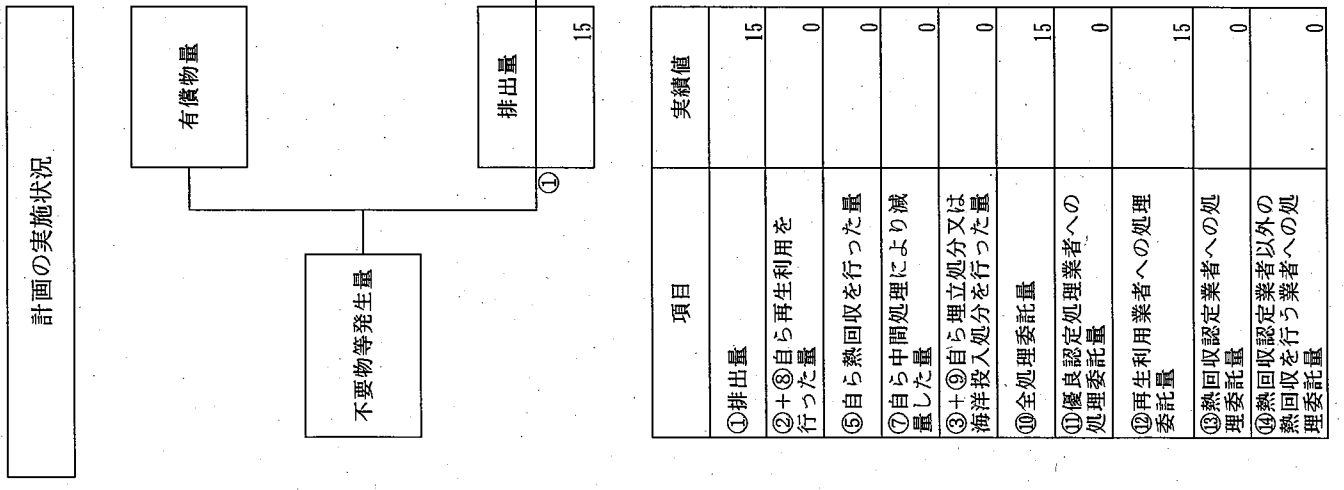 計画の実施状況
有償物量
不要物等発生量
排出量
15
①
項目
実績値
①排出量
15
②+⑧自ら再生利用を
行った量
0
⑤自ら熱回収を行った量
0
⑦自ら中間処理により減
量した量
0
③+⑨自ら埋立処分又は
海洋投入処分を行った量
0
⑩全処理委託量
15
⑪優良認定処理業者への
処理委託量
0
⑫再生利用業者への処理
委託量
15
⑬熱回収認定業者への処
理委託量
0
⑭熱回収認定業者以外の
熱回収を行う業者への処
理委託量
0